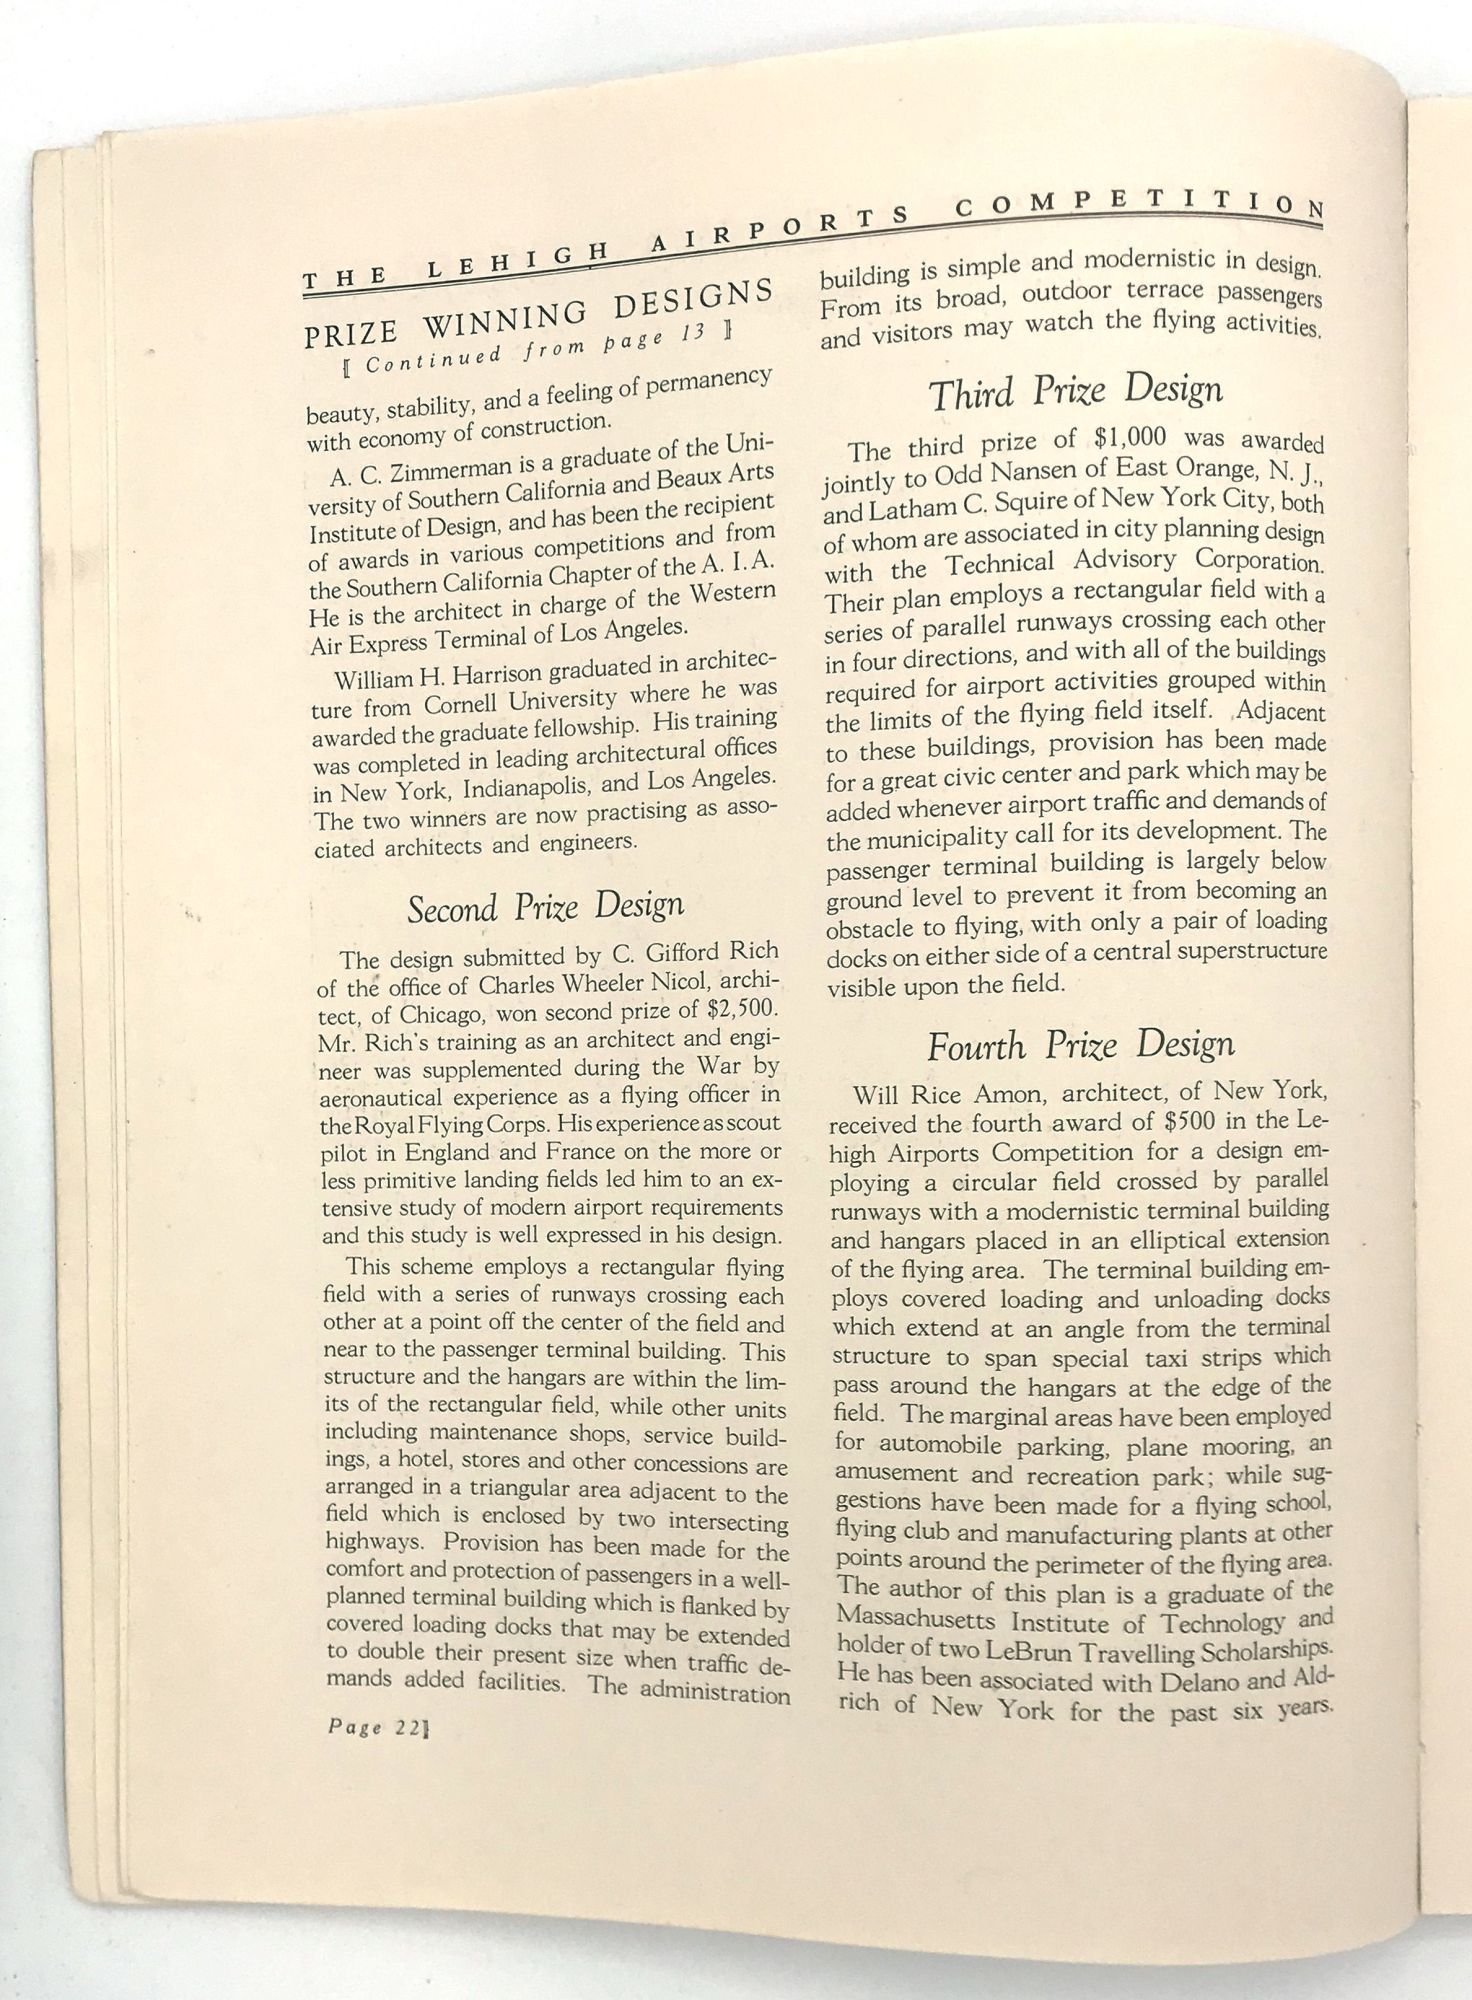 THE LEHIGH AIRPORTS COMPETITION
PRIZE WINNING DESIGNS
⟦ Continued from page 13 ⟧
beauty, stability, and a feeling of permanency
with economy of construction.
A. C. Zimmerman is a graduate of the Uni-
versity of Southern California and Beaux Arts
Institute of Design, and has been the recipient
of awards in various competitions and from
the Southern California Chapter of the A. I. A.
He is the architect in charge of the Western
Air Express Terminal of Los Angeles.
William H. Harrison graduated in architec-
ture from Cornell University where he was
awarded the graduate fellowship. His training
was completed in leading architectural offices
in New York, Indianapolis, and Los Angeles.
The two winners are now practising as asso-
ciated architects and engineers.
Second Prize Design
The design submitted by C. Gifford Rich
of the office of Charles Wheeler Nicol, archi-
tect, of Chicago, won second prize of $2,500.
Mr. Rich's training as an architect and engi-
neer was supplemented during the War by
aeronautical experience as a flying officer in
the Royal Flying Corps. His experience as scout
pilot in England and France on the more or
less primitive landing fields led him to an ex-
tensive study of modern airport requirements
and this study is well expressed in his design.
This scheme employs a rectangular flying
field with a series of runways crossing each
other at a point off the center of the field and
near to the passenger terminal building. This
structure and the hangars are within the lim-
its of the rectangular field, while other units
including maintenance shops, service build-
ings, a hotel, stores and other concessions are
arranged in a triangular area adjacent to the
field which is enclosed by two intersecting
highways. Provision has been made for the
comfort and protection of passengers in a well-
planned terminal building which is flanked by
covered loading docks that may be extended
to double their present size when traffic de-
mands added facilities. The administration
Page 22⟧
building is simple and modernistic in design.
From its broad, outdoor terrace passengers
and visitors may watch the flying activities.
Third Prize Design
The third prize of $1,000 was awarded
jointly to Odd Nansen of East Orange, N. J.,
and Latham C. Squire of New York City, both
of whom are associated in city planning design
with the Technical Advisory Corporation.
Their plan employs a rectangular field with a
series of parallel runways crossing each other
in four directions, and with all of the buildings
required for airport activities grouped within
the limits of the flying field itself. Adjacent
to these buildings, provision has been made
for a great civic center and park which may be
added whenever airport traffic and demands of
the municipality call for its development. The
passenger terminal building is largely below
ground level to prevent it from becoming an
obstacle to flying, with only a pair of loading
docks on either side of a central superstructure
visible upon the field.
Fourth Prize Design
Will Rice Amon, architect, of New York,
received the fourth award of $500 in the Le-
high Airports Competition for a design em-
ploying a circular field crossed by parallel
runways with a modernistic terminal building
and hangars placed in an elliptical extension
of the flying area. The terminal building em-
ploys covered loading and unloading docks
which extend at an angle from the terminal
structure to span special taxi strips which
pass around the hangars at the edge of the
field. The marginal areas have been employed
for automobile parking, plane mooring, an
amusement and recreation park; while sug-
gestions have been made for a flying school,
flying club and manufacturing plants at other
points around the perimeter of the flying area.
The author of this plan is a graduate of the
Massachusetts Institute of Technology and
holder of two LeBrun Travelling Scholarships.
He has been associated with Delano and Ald-
rich of New York for the past six years.